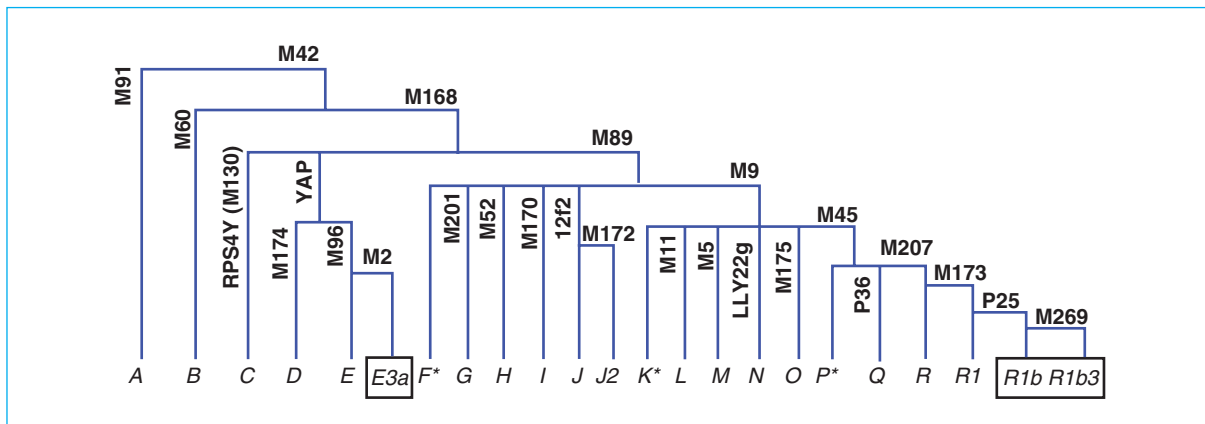 M42
M91
M168
M60
M89
RPS4Y (M130)
YAP
M9
M201
M52
M170
12f2
M45
M174
M96
M172
M11
M5
LLY22g
M175
M2
M207
P36
M173
P25
M269
A B C D E E3a F* G H I J J2 K* L M N O P* Q R R1 R1b R1b3